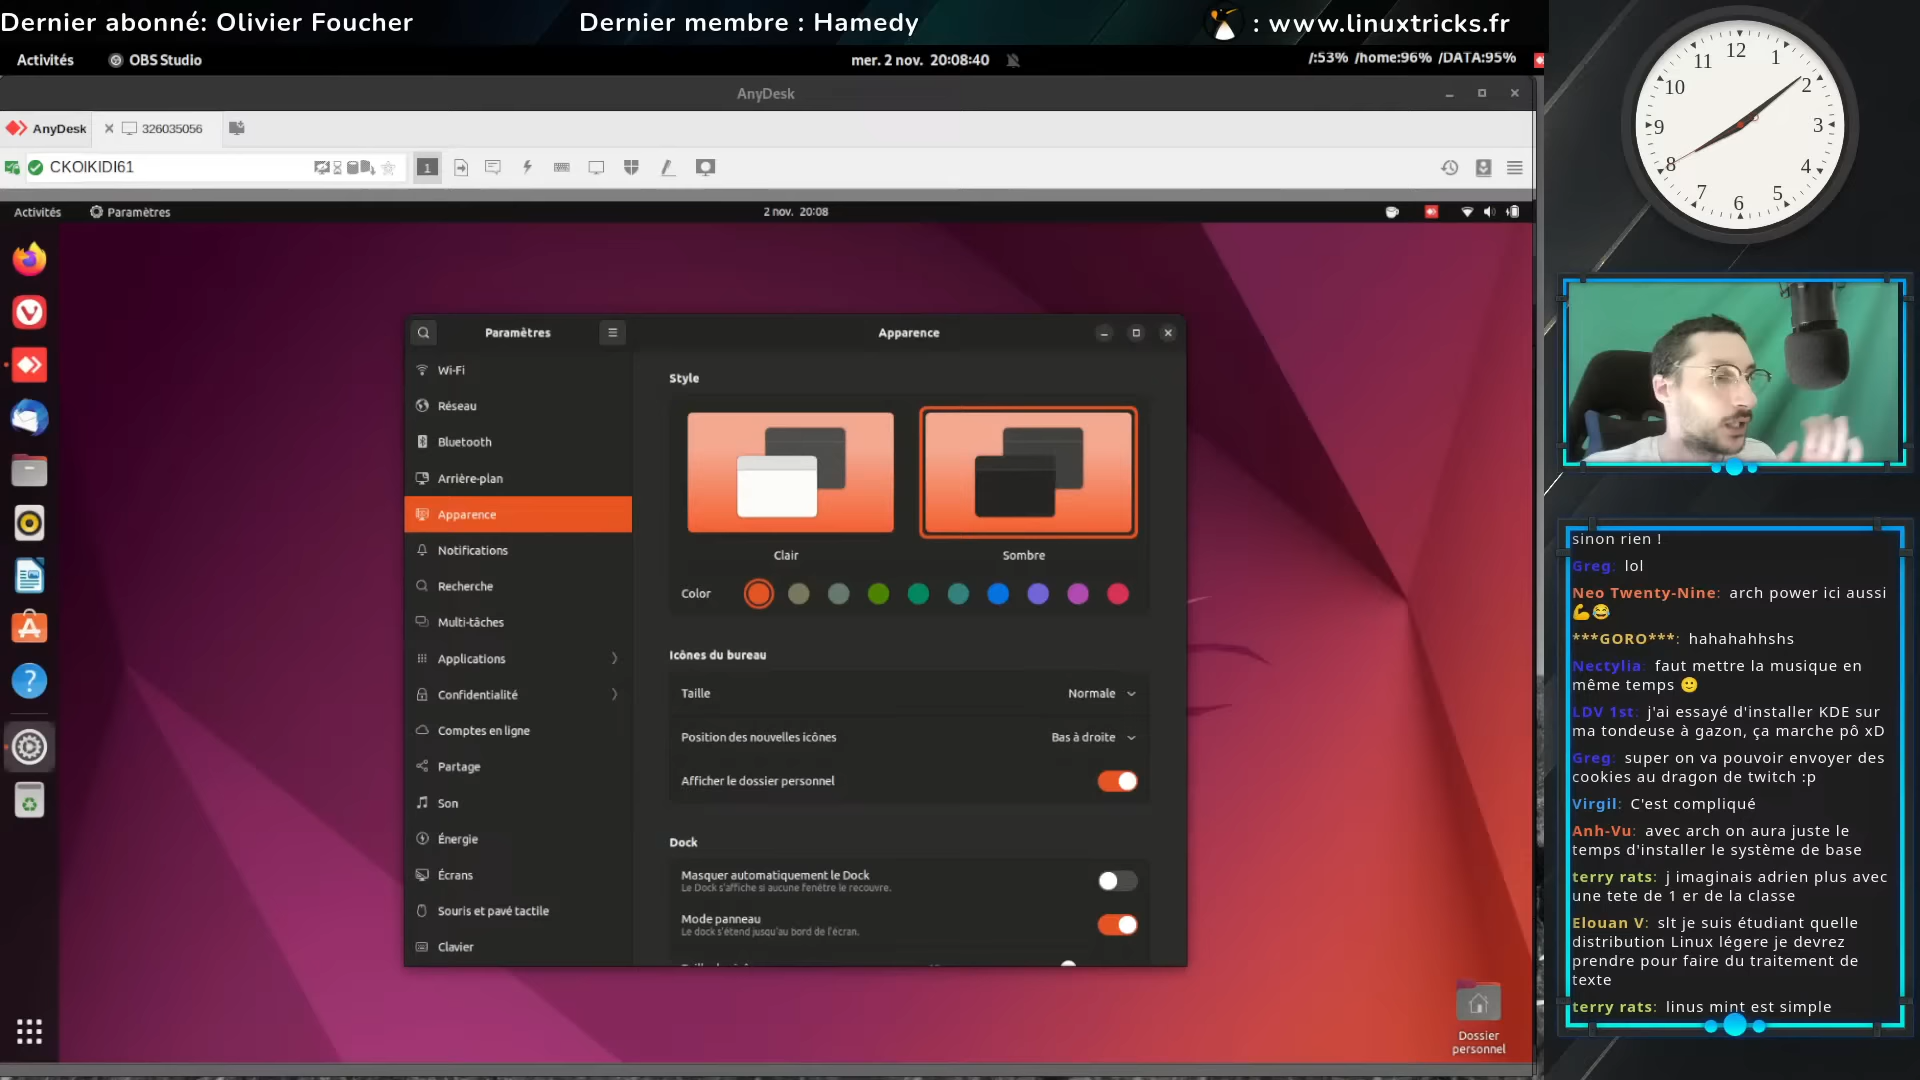 Dernier abonné: Olivier Foucher
Dernier membre : Hamedy
: www.linuxtricks.fr
Activités
OBS Studio
mer. 2 nov. 20:08:40
/:53% /home:96% /DATA:95%
AnyDesk
AnyDesk
326035056
CKOIKIDI61
1
Activités
Paramètres
2 nov. 20:08
Paramètres
Apparence
Wi-Fi
Réseau
Bluetooth
Arrière-plan
Apparence
Notifications
Recherche
Multi-tâches
Applications
Confidentialité
Comptes en ligne
Partage
Son
Énergie
Écrans
Souris et pavé tactile
Clavier
Style
Clair
Sombre
Color
Icônes du bureau
Taille
Normale
Position des nouvelles icônes
Bas à droite
Afficher le dossier personnel
Dock
Masquer automatiquement le Dock
Le Dock s'affiche si aucune fenêtre le recouvre.
Mode panneau
Le dock s'étend jusqu'au bord de l'écran.
Dossier
personnel
12
1
2
3
4
5
6
7
8
9
10
11
sinon rien !
Greg: lol
Neo Twenty-Nine: arch power ici aussi
💪😂
***GORO***: hahahahhshs
Nectylia: faut mettre la musique en
même temps 🙂
LDV 1st: j'ai essayé d'installer KDE sur
ma tondeuse à gazon, ça marche pô xD
Greg: super on va pouvoir envoyer des
cookies au dragon de twitch :p
Virgil: C'est compliqué
Anh-Vu: avec arch on aura juste le
temps d'installer le système de base
terry rats: j imaginais adrien plus avec
une tete de 1 er de la classe
Elouan V: slt je suis étudiant quelle
distribution Linux légere je devrez
prendre pour faire du traitement de
texte
terry rats: linus mint est simple